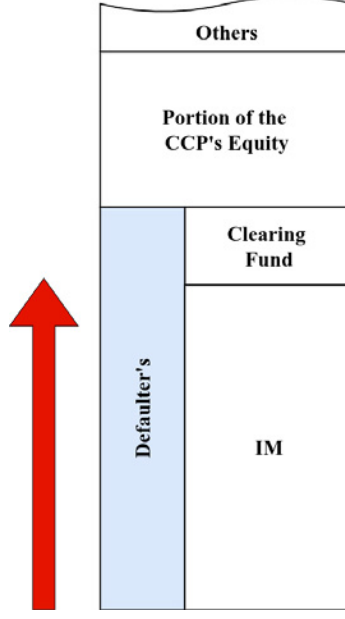 Others
Portion of the
CCP's Equity
Clearing
Fund
Defaulter's
IM